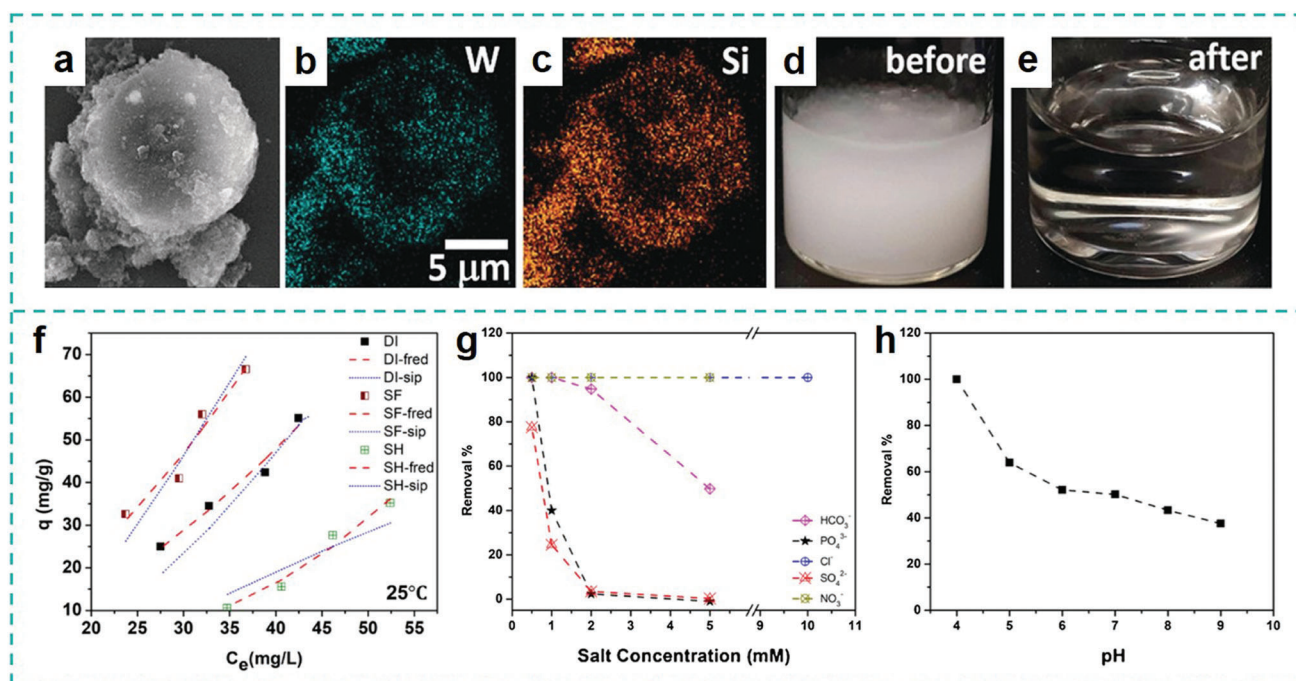 a
b
W
5 μm
c
Si
d
before
e
after
f
q (mg/g)
70
60
50
40
30
20
10
20 25 30 35 40 45 50 55
Cₑ(mg/L)
DI
DI-fred
DI-sip
SF
SF-fred
SF-sip
SH
SH-fred
SH-sip
25℃
g
Removal %
120
100
80
60
40
20
0
0 1 2 3 4 5 6 7 9 10 11
Salt Concentration (mM)
HCO₃⁻
PO₄³⁻
Cl⁻
SO₄²⁻
NO₃⁻
h
Removal %
120
100
80
60
40
20
0
4 5 6 7 8 9 10
pH